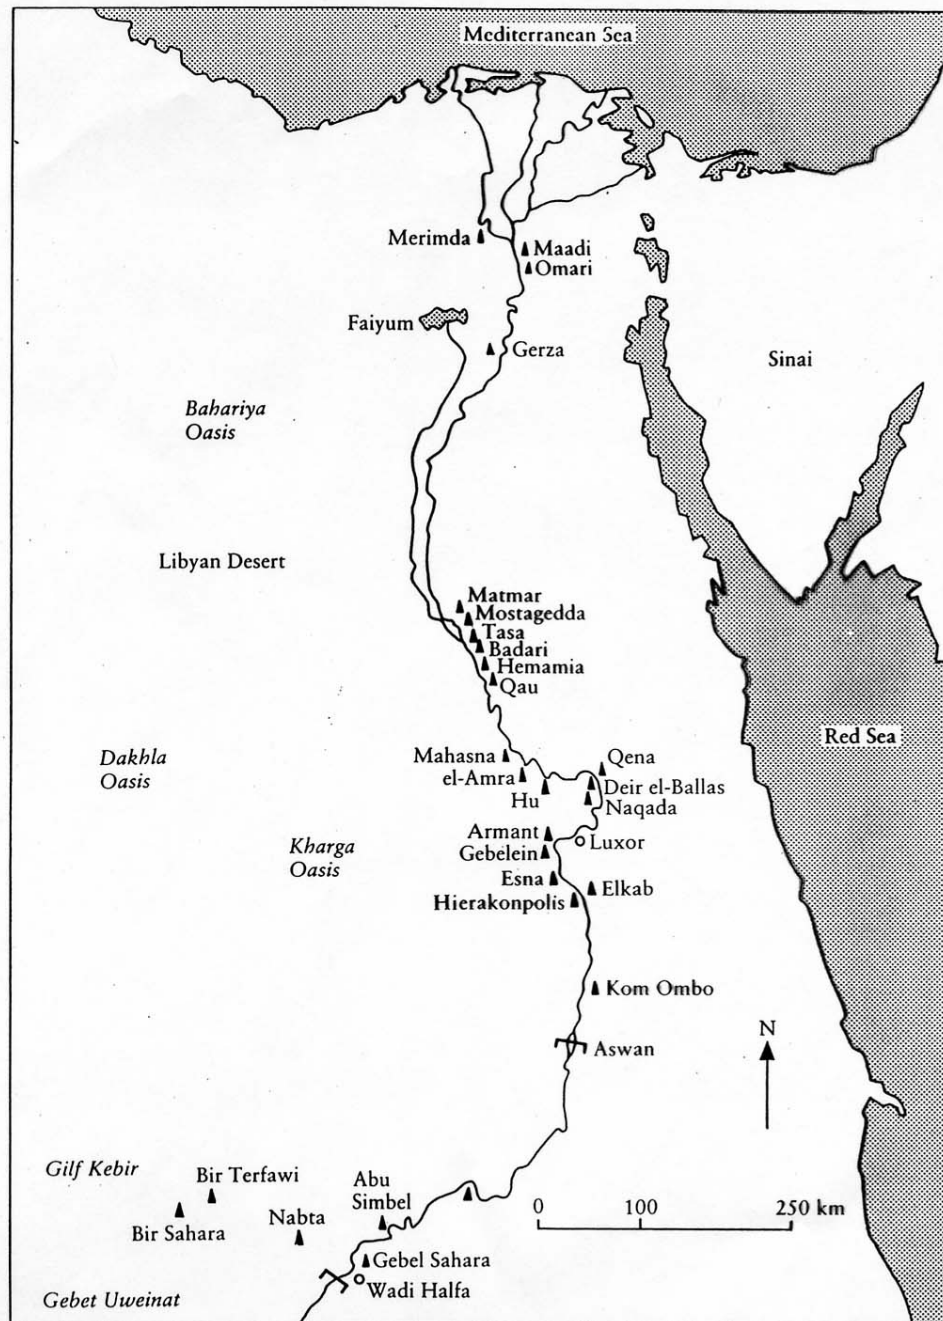 Mediterranean Sea
Merimda
Maadi
Omari
Faiyum
Gerza
Sinai
Bahariya
Oasis
Libyan Desert
Matmar
Mostagedda
Tasa
Badari
Hemamia
Qau
Red Sea
Dakhla
Oasis
Mahasna
el-Amra
Hu
Qena
Deir el-Ballas
Naqada
Kharga
Oasis
Armant
Gebelein
Luxor
Esna
Elkab
Hierakonpolis
Kom Ombo
N
Aswan
Gilf Kebir
Bir Terfawi
Bir Sahara
Nabta
Abu
Simbel
0 100 250 km
Gebel Sahara
Wadi Halfa
Gebet Uweinat